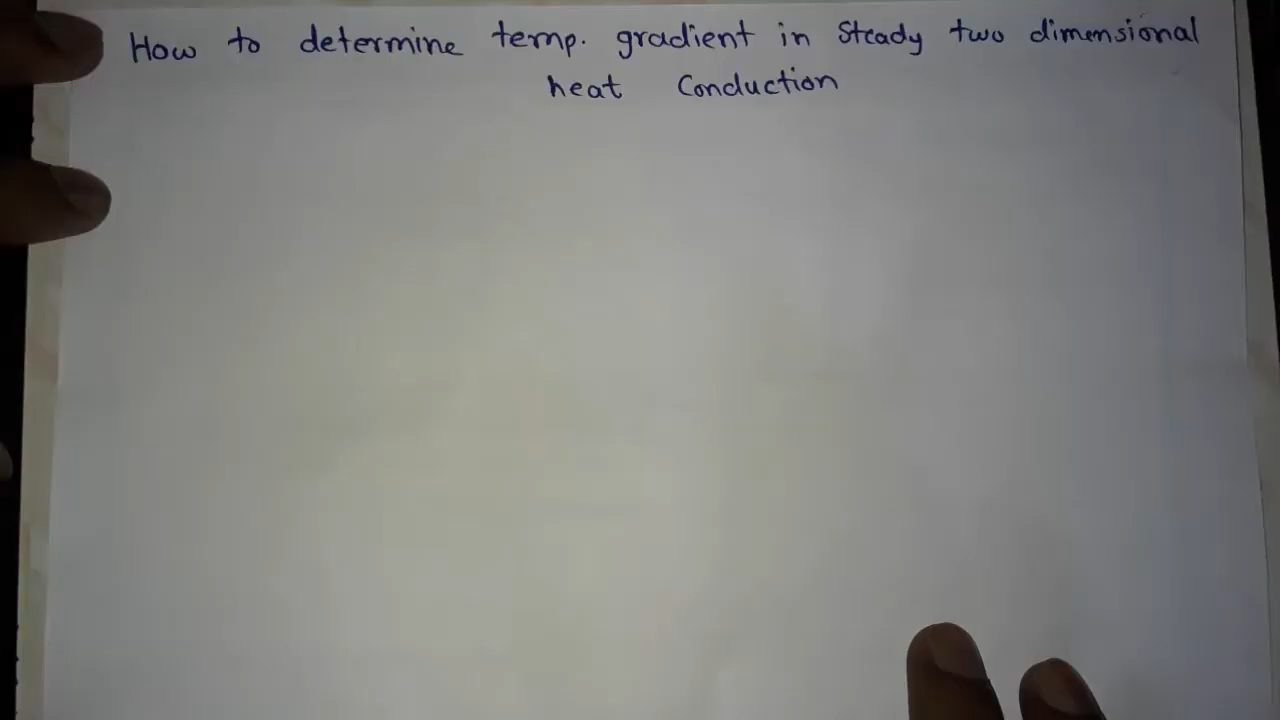 How to determine temp. gradient in Steady two dimensional
heat Conduction